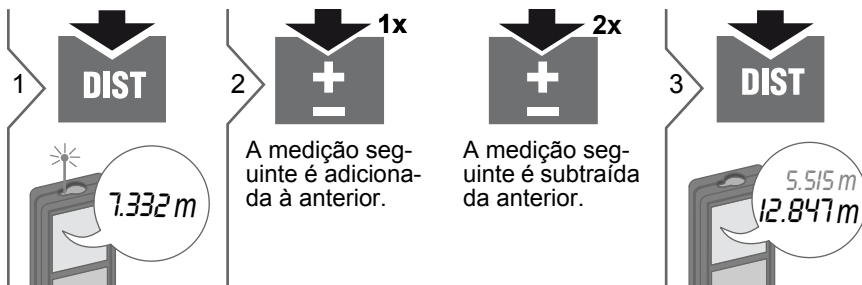 1
DIST
7.332 m
2
1x
+
–
A medição seg-
uinte é adiciona-
da à anterior.
2x
+
–
A medição seg-
uinte é subtraída
da anterior.
3
DIST
5.515 m
12.847 m